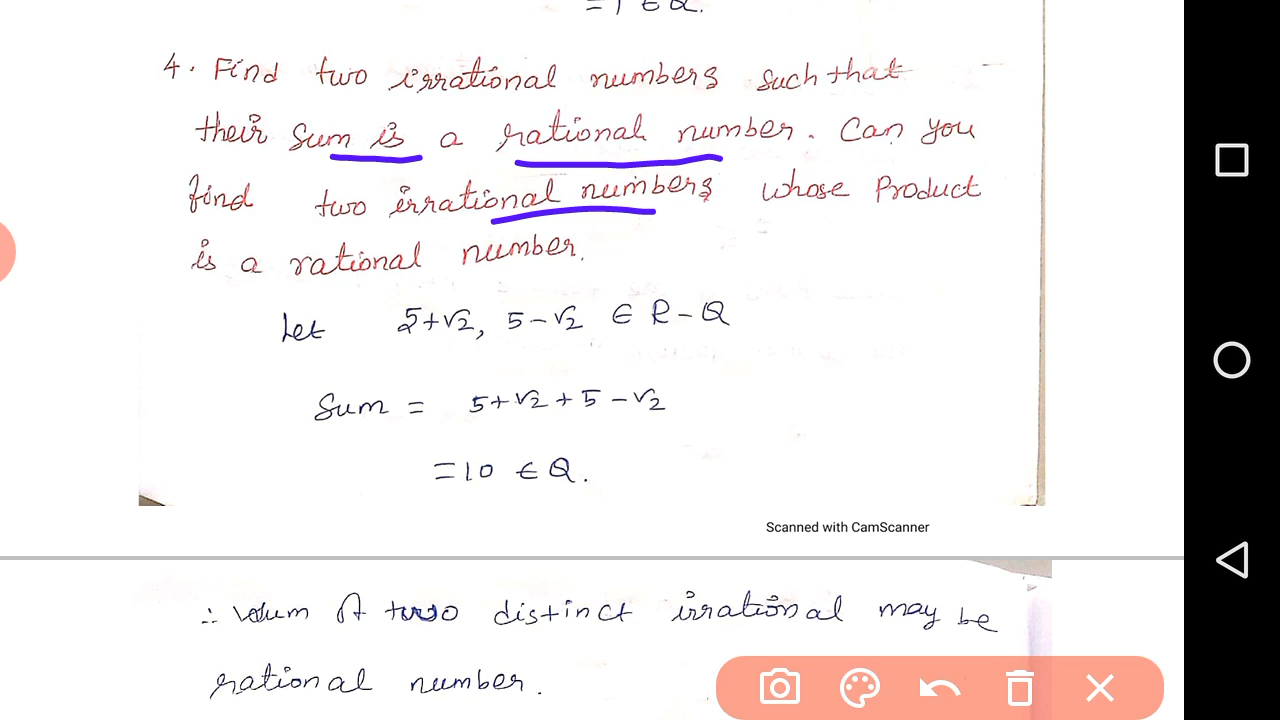 = 1 ∈ Q.
4. Find two irrational numbers such that
their sum is a rational number. Can you
find two irrational numbers whose Product
is a rational number.
Let 5+√2, 5-√2 ∈ R-Q
Sum = 5+√2+5-√2
=10 ∈ Q.
Scanned with CamScanner
∴ sum of two distinct irrational may be
rational number.